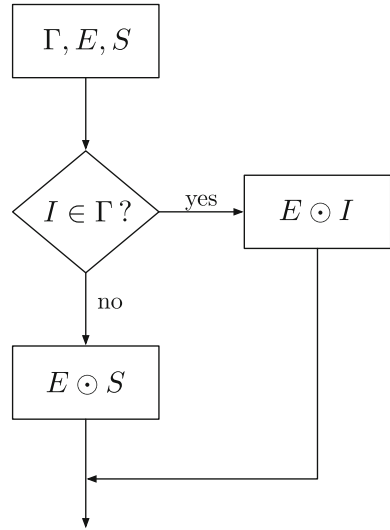 Γ, E, S
I ∈ Γ ?
yes
E ⊙ I
no
E ⊙ S